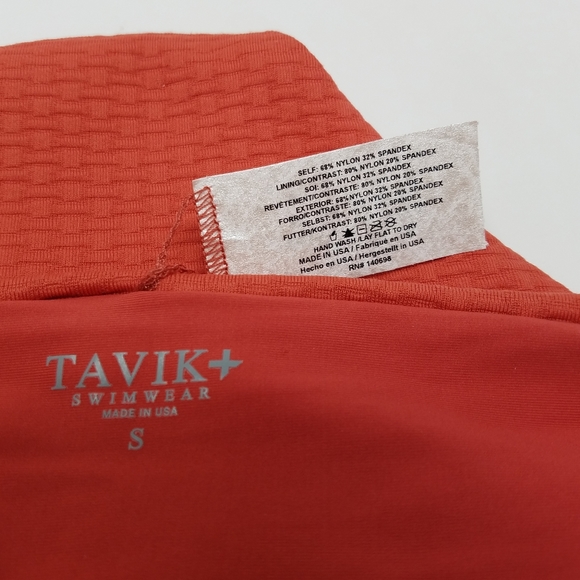 SELF: 68% NYLON 32% SPANDEX
LINING/CONTRAST: 80% NYLON 20% SPANDEX
SOI: 68% NYLON 32% SPANDEX
REVÊTEMENT/CONTRASTE: 80% NYLON 20% SPANDEX
EXTERIOR: 68%NYLON 32% SPANDEX
FORRO/CONTRASTE: 80% NYLON 20% SPANDEX
SELBST: 68% NYLON 32% SPANDEX
FUTTER/KONTRAST: 80% NYLON 20% SPANDEX
HAND WASH /LAY FLAT TO DRY
MADE IN USA / Fabriqué en USA
Hecho en USA / Hergestellt in USA
RN# 140698
TAVIK+
SWIMWEAR
MADE IN USA
S